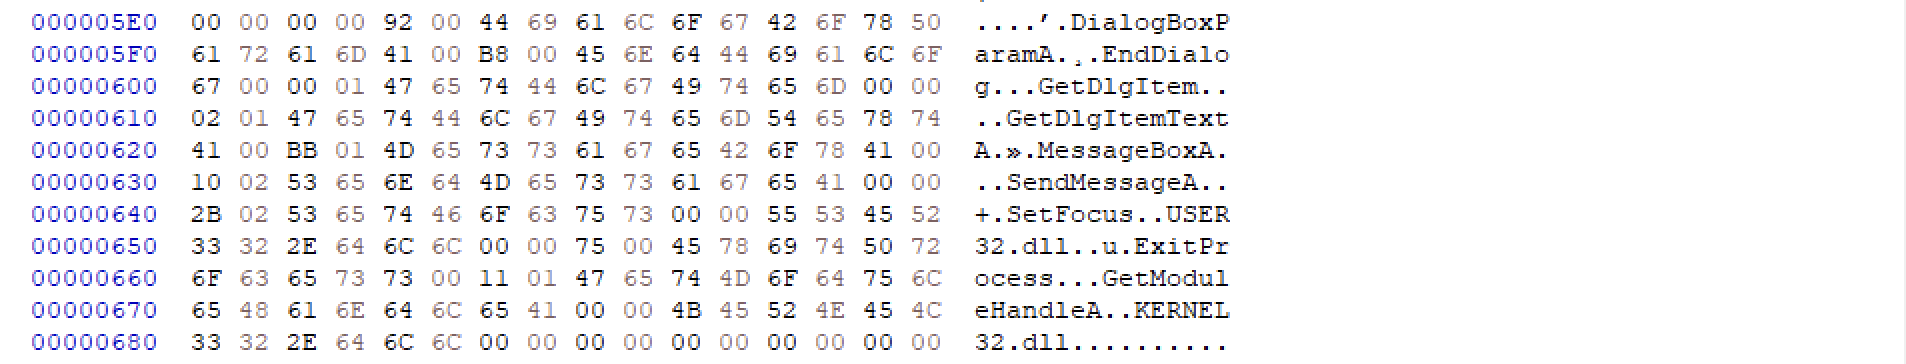 000005E0 00 00 00 00 92 00 44 69 61 6C 6F 67 42 6F 78 50 ....’.DialogBoxP
000005F0 61 72 61 6D 41 00 B8 00 45 6E 64 44 69 61 6C 6F aramA.¸.EndDialo
00000600 67 00 00 01 47 65 74 44 6C 67 49 74 65 6D 00 00 g...GetDlgItem..
00000610 02 01 47 65 74 44 6C 67 49 74 65 6D 54 65 78 74 ..GetDlgItemText
00000620 41 00 BB 01 4D 65 73 73 61 67 65 42 6F 78 41 00 A.».MessageBoxA.
00000630 10 02 53 65 6E 64 4D 65 73 73 61 67 65 41 00 00 ..SendMessageA..
00000640 2B 02 53 65 74 46 6F 63 75 73 00 00 55 53 45 52 +.SetFocus..USER
00000650 33 32 2E 64 6C 6C 00 00 75 00 45 78 69 74 50 72 32.dll..u.ExitPr
00000660 6F 63 65 73 73 00 11 01 47 65 74 4D 6F 64 75 6C ocess...GetModul
00000670 65 48 61 6E 64 6C 65 41 00 00 4B 45 52 4E 45 4C eHandleA..KERNEL
00000680 33 32 2E 64 6C 6C 00 00 00 00 00 00 00 00 00 00 32.dll..........